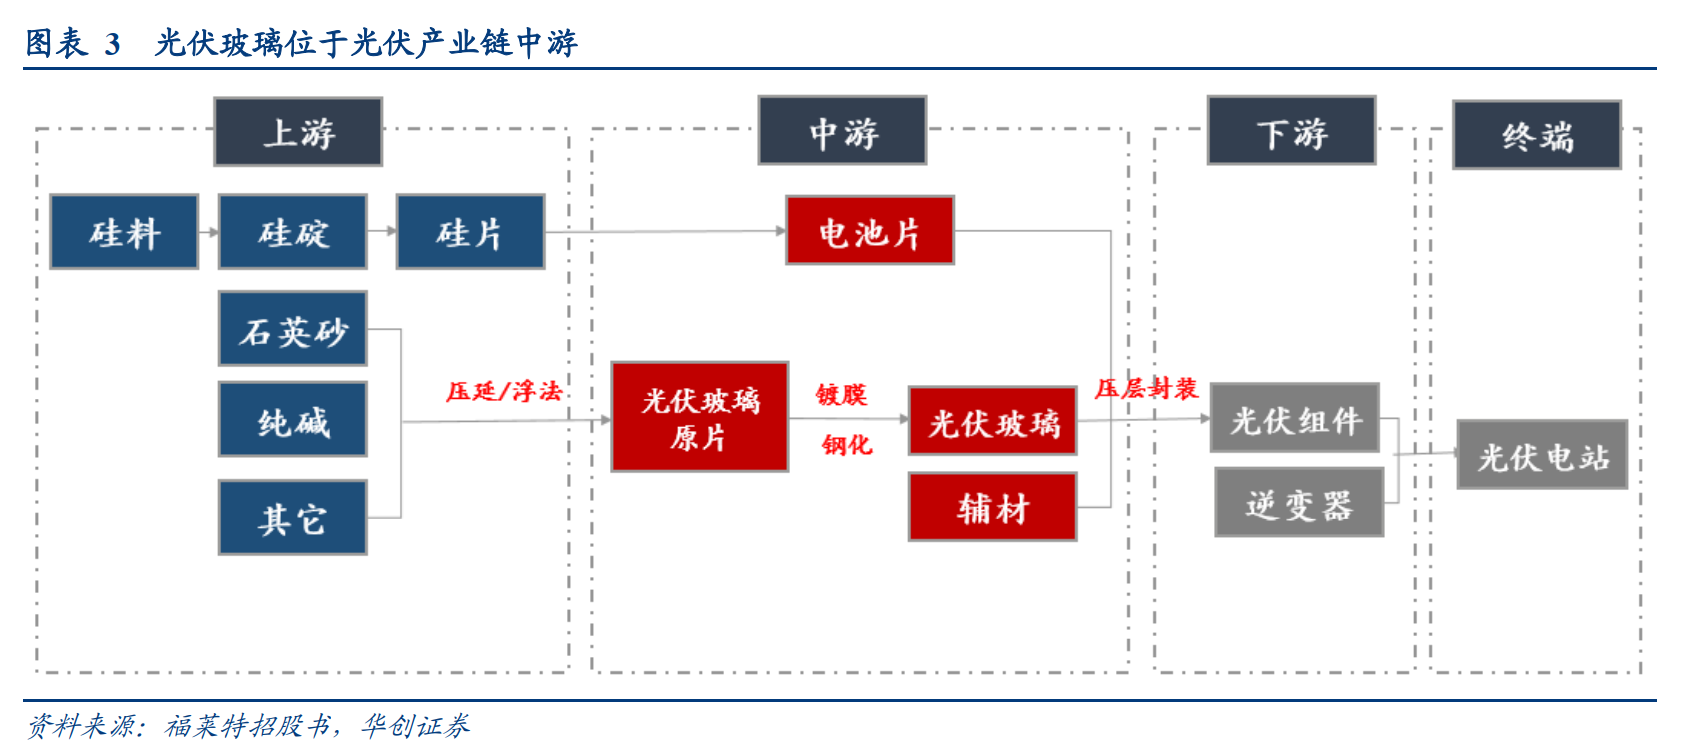 图表 3 光伏玻璃位于光伏产业链中游
上游
中游
下游
终端
硅料
硅碇
硅片
电池片
石英砂
纯碱
其它
压延/浮法
光伏玻璃
原片
镀膜
钢化
光伏玻璃
辅材
压层封装
光伏组件
逆变器
光伏电站
资料来源：福莱特招股书，华创证券